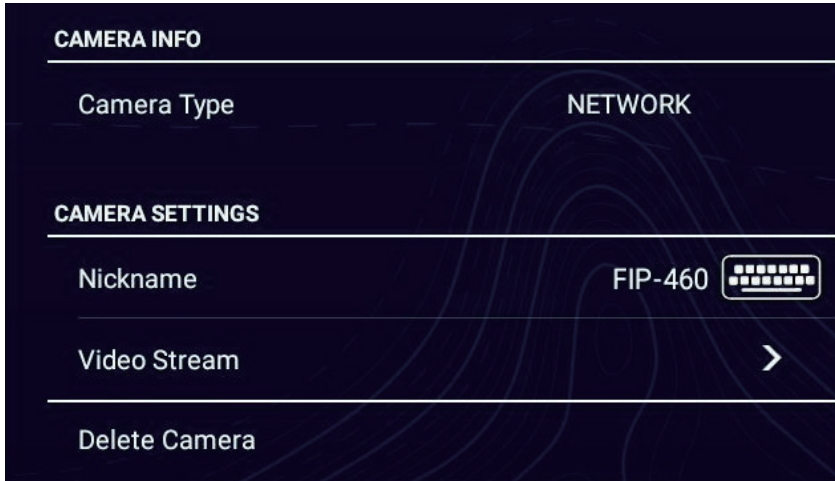 CAMERA INFO
Camera Type NETWORK
CAMERA SETTINGS
Nickname FIP-460
Video Stream
Delete Camera